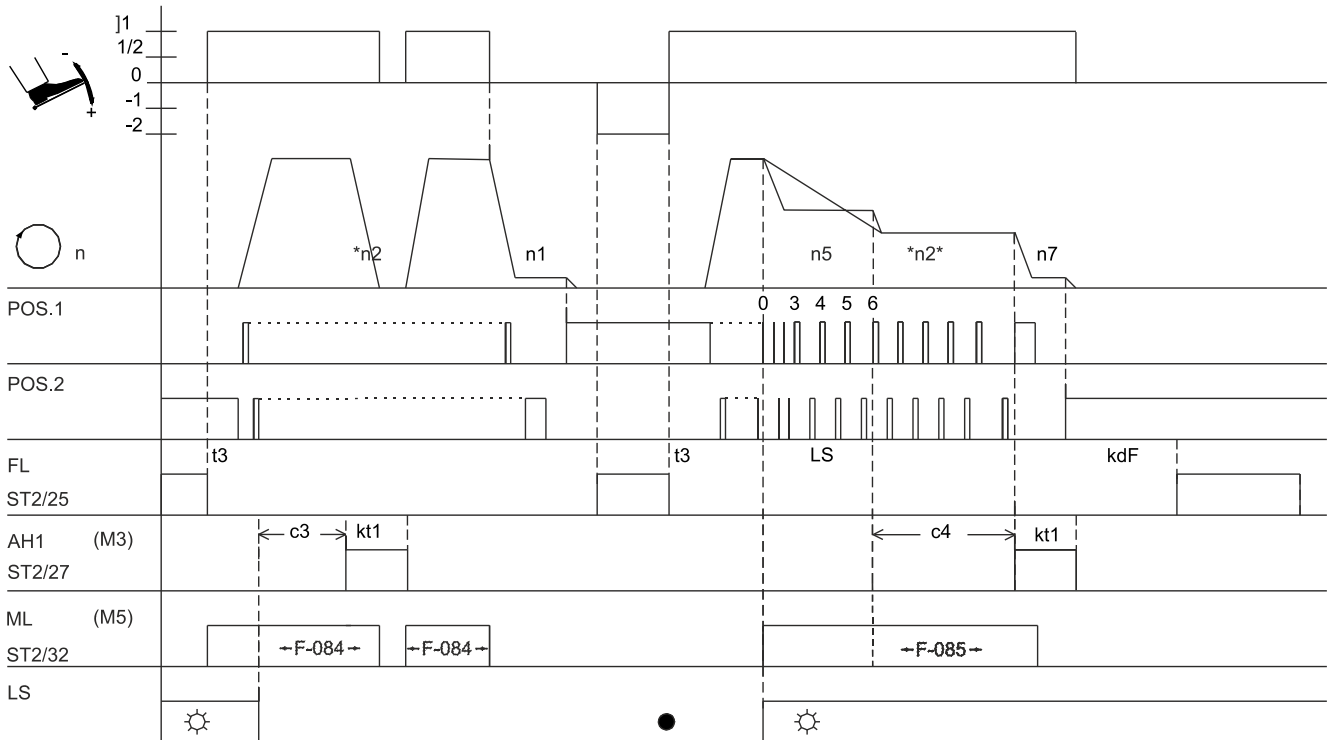 ]1
1/2
0
-1
-2
-
+
n
*n2
n1
n5
*n2*
n7
POS.1
0 3 4 5 6
POS.2
FL
ST2/25
t3
t3
LS
kdF
AH1 (M3)
ST2/27
c3
kt1
c4
kt1
ML (M5)
ST2/32
F-084
F-084
F-085
LS